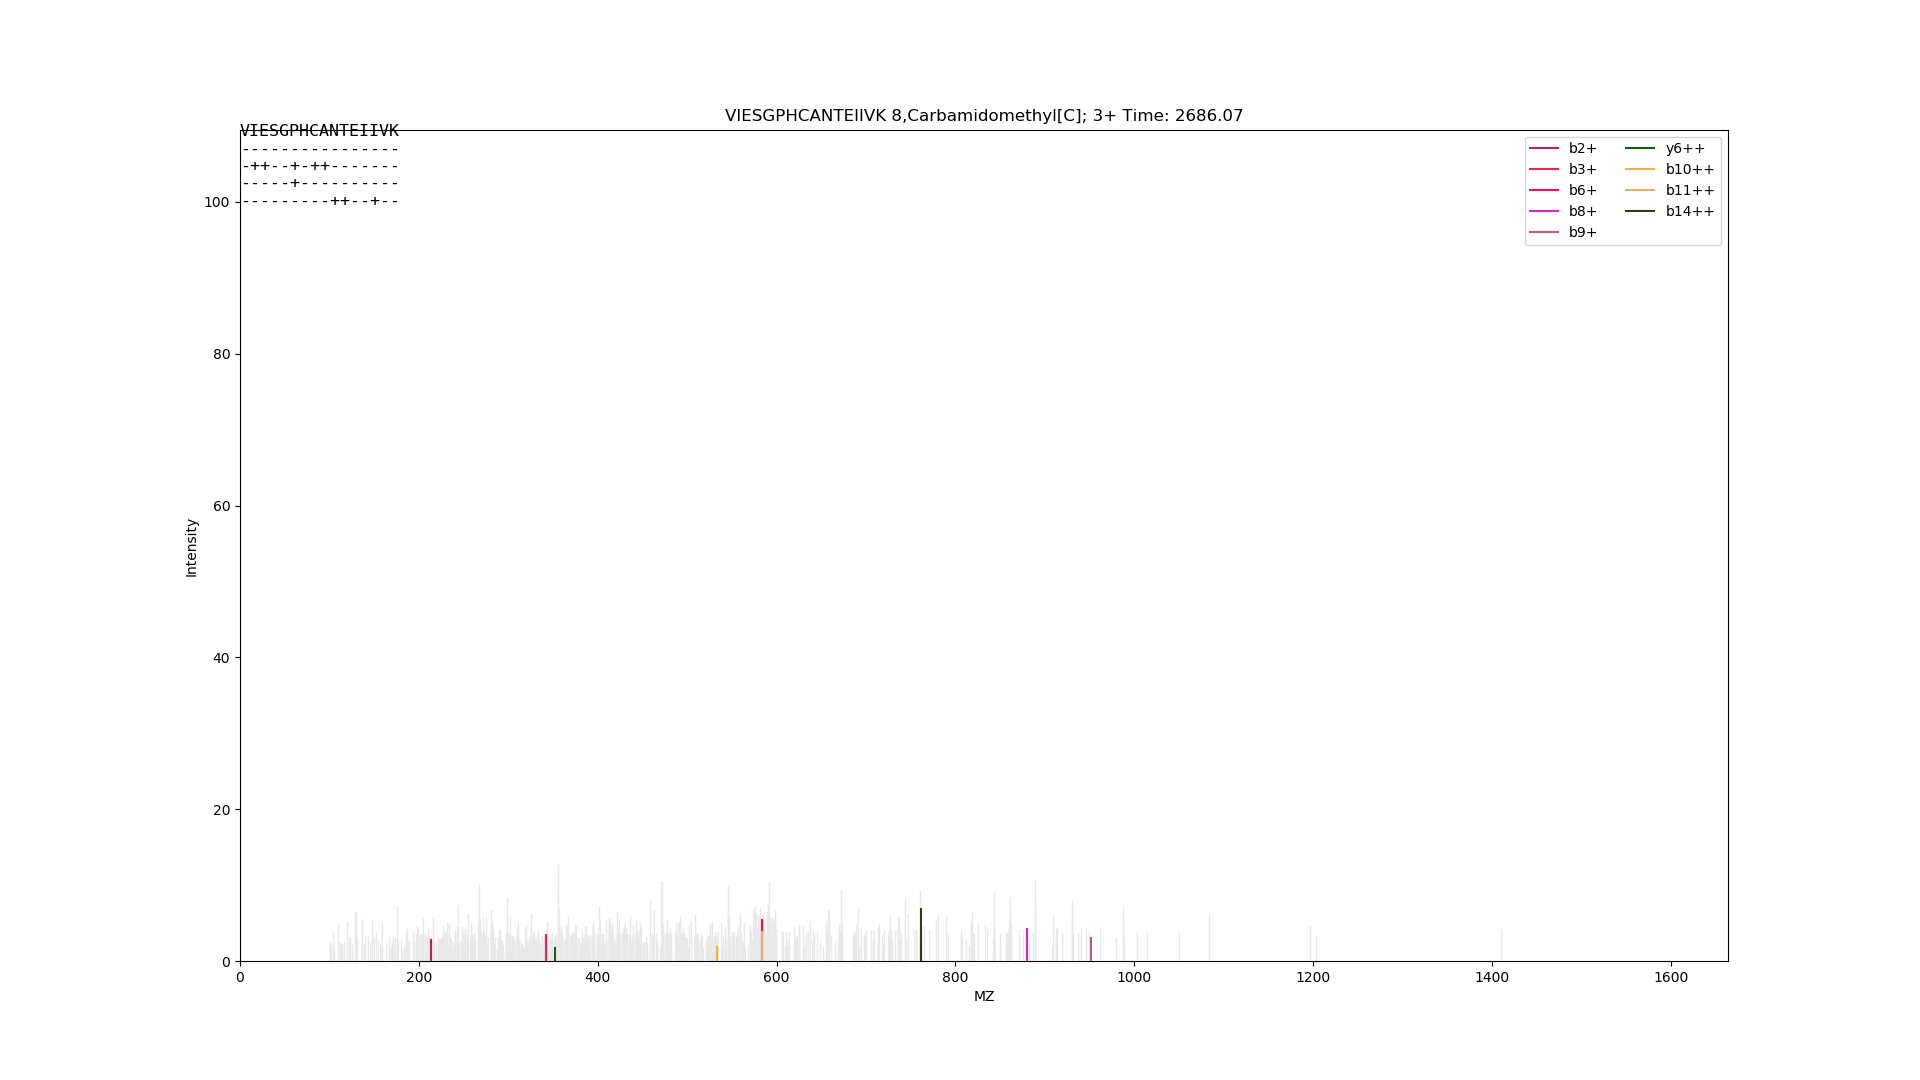 VIESGPHCANTEIIVK 8,Carbamidomethyl[C]; 3+ Time: 2686.07
VIESGPHCANTEIIVK
----------------
-++--+-++-------
-----+----------
---------++--+--
b2+
b3+
b6+
b8+
b9+
y6++
b10++
b11++
b14++
100
80
60
40
20
0
Intensity
0 200 400 600 800 1000 1200 1400 1600
MZ